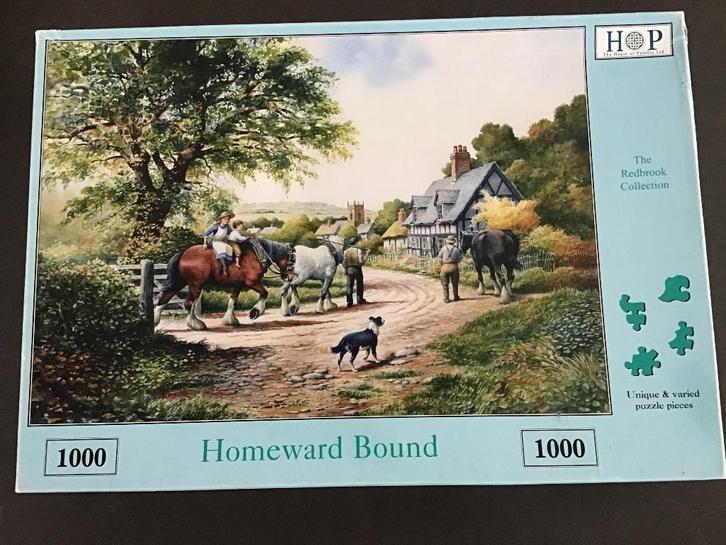 HOP
The House of Puzzles Ltd
The
Redbrook
Collection
Unique & varied
puzzle pieces
1000
Homeward Bound
1000